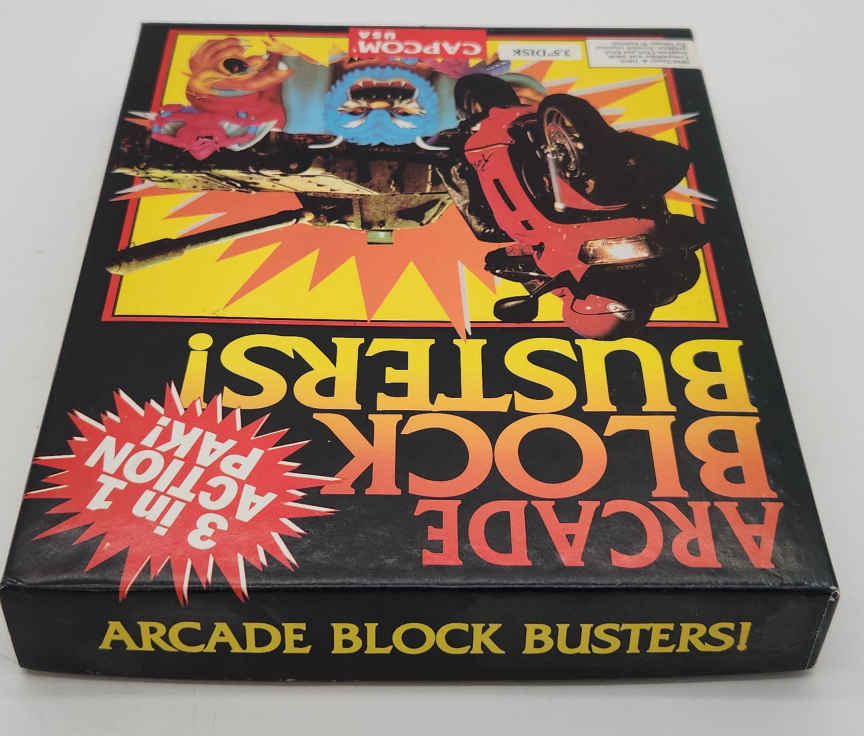 ARCADE
BLOCK
BUSTERS!
3 in 1
ACTION
PAK!
3.5" DISK
CAPCOM
USA
ARCADE BLOCK BUSTERS!